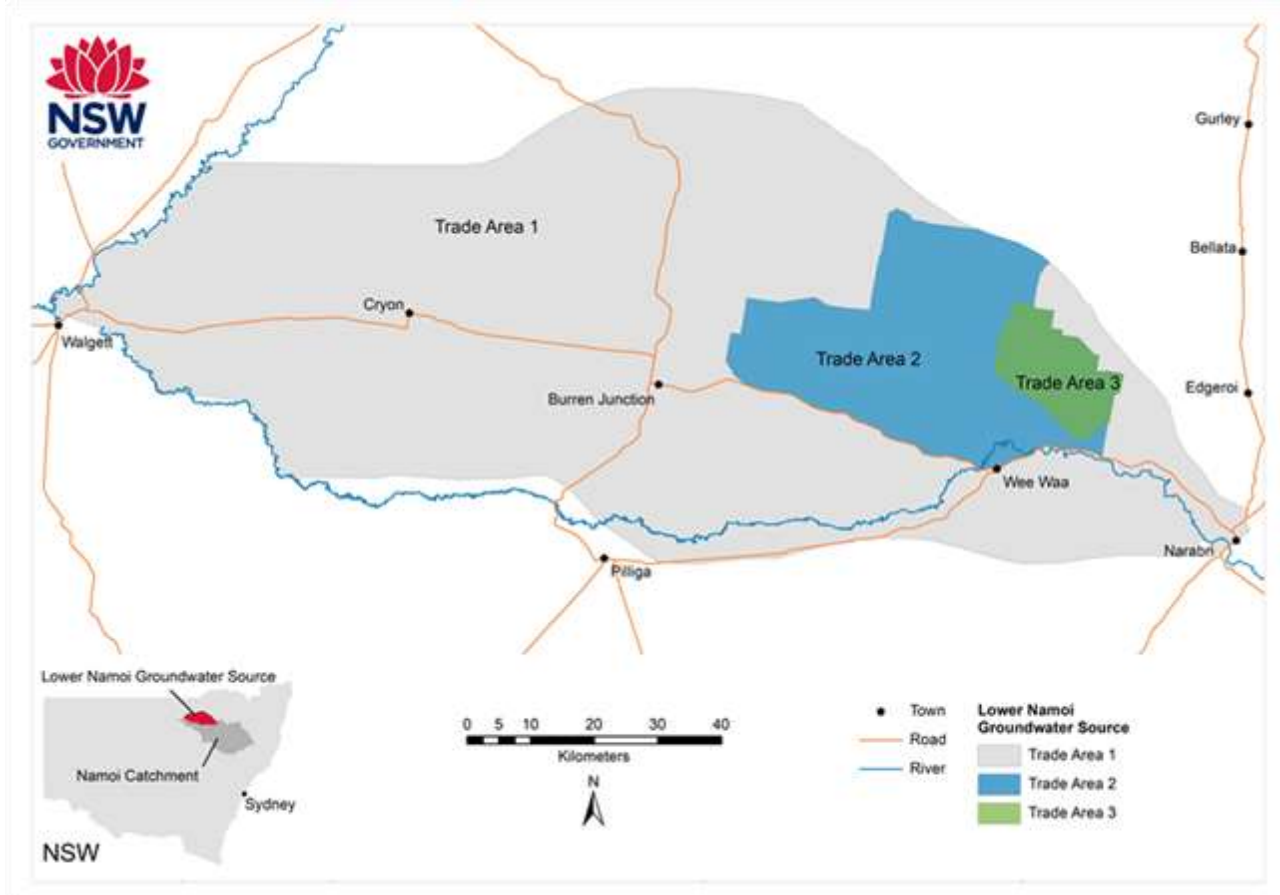 NSW
GOVERNMENT
Gurley
Trade Area 1
Bellata
Cryon
Walgett
Trade Area 2
Trade Area 3
Edgeroi
Burren Junction
Wee Waa
Narabri
Pilliga
Lower Namoi Groundwater Source
Namoi Catchment
Sydney
NSW
0 5 10 20 30 40
Kilometers
N
Town
Road
River
Lower Namoi
Groundwater Source
Trade Area 1
Trade Area 2
Trade Area 3